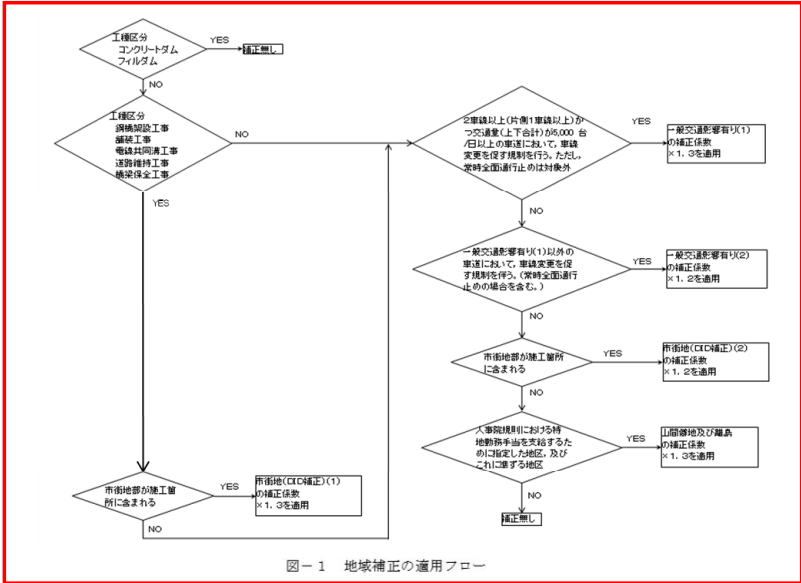 工種区分
コンクリートダム
フィルダム
YES
補正無し
NO
工種区分
鋼橋架設工事
舗装工事
電線共同溝工事
道路維持工事
橋梁保全工事
NO
YES
2車線以上(片側1車線以上)か
つ交通量(上下合計)が5,000 台
/日以上の車道において,車線
変更を促す規制を行う。ただし,
常時全面通行止めは対象外
YES
一般交通影響有り(1)
の補正係数
×1.3を適用
NO
一般交通影響有り(1)以外の
車道において,車線変更を促
す規制を伴う。(常時全面通行
止めの場合を含む。)
YES
一般交通影響有り(2)
の補正係数
×1.2を適用
NO
市街地部が施工箇所
に含まれる
YES
市街地(DID補正)(2)
の補正係数
×1.2を適用
NO
人事院規則における特
地勤務手当を支給するた
めに指定した地区,及び
これに準ずる地区
YES
山間僻地及び離島
の補正係数
×1.3を適用
NO
補正無し
市街地部が施工箇
所に含まれる
YES
市街地(DID補正)(1)
の補正係数
×1.3を適用
NO
図-1 地域補正の適用フロー